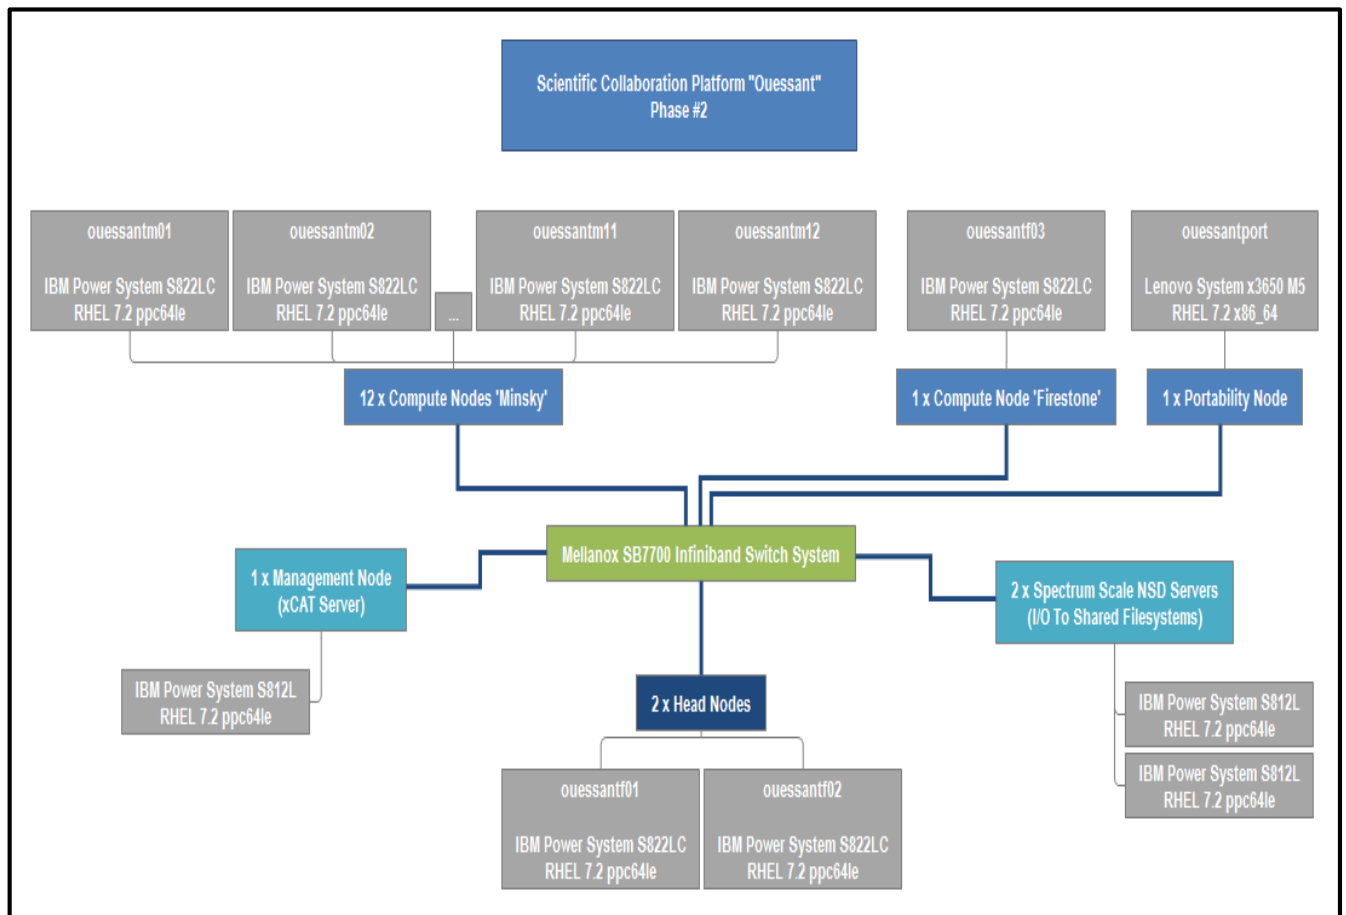 Scientific Collaboration Platform "Ouessant"
Phase #2
ouessantm01
IBM Power System S822LC
RHEL 7.2 ppc64le
ouessantm02
IBM Power System S822LC
RHEL 7.2 ppc64le
...
ouessantm11
IBM Power System S822LC
RHEL 7.2 ppc64le
ouessantm12
IBM Power System S822LC
RHEL 7.2 ppc64le
ouessantf03
IBM Power System S822LC
RHEL 7.2 ppc64le
ouessantport
Lenovo System x3650 M5
RHEL 7.2 x86_64
12 x Compute Nodes 'Minsky'
1 x Compute Node 'Firestone'
1 x Portability Node
Mellanox SB7700 Infiniband Switch System
1 x Management Node
(xCAT Server)
IBM Power System S812L
RHEL 7.2 ppc64le
2 x Spectrum Scale NSD Servers
(I/O To Shared Filesystems)
IBM Power System S812L
RHEL 7.2 ppc64le
IBM Power System S812L
RHEL 7.2 ppc64le
2 x Head Nodes
ouessantf01
IBM Power System S822LC
RHEL 7.2 ppc64le
ouessantf02
IBM Power System S822LC
RHEL 7.2 ppc64le